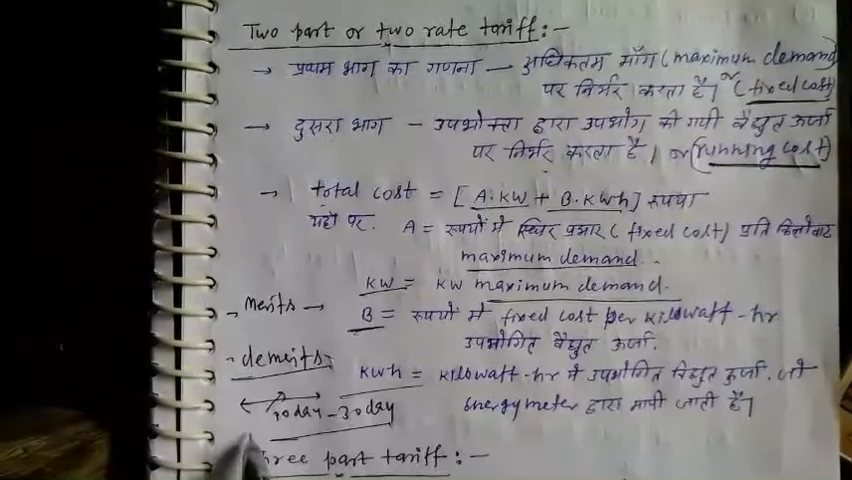 Two part or two rate tariff :-
→ प्रथम भाग का गणना — अधिकतम माँग (maximum demand)
पर निर्भर करता है। or (fixed cost)
→ दुसरा भाग - उपभोक्ता द्वारा उपभोग की गयी वैद्युत ऊर्जा
पर निर्भर करता है। or (running cost)
→ total cost = [A.KW + B.KWh] रूपया
यहाँ पर. A = रूपयों में स्थिर प्रभार (fixed cost) प्रति किलोवाट
maximum demand.
KW = KW maximum demand.
→ merits →
B = रूपयों में fixed cost per kilowatt-hr
उपभोगित वैद्युत ऊर्जा.
- demerits
KWh = kilowatt-hr में उपभोगित विद्युत ऊर्जा. जो
energymeter द्वारा मापी जाती है।
10 day - 30 day
three part tariff :-